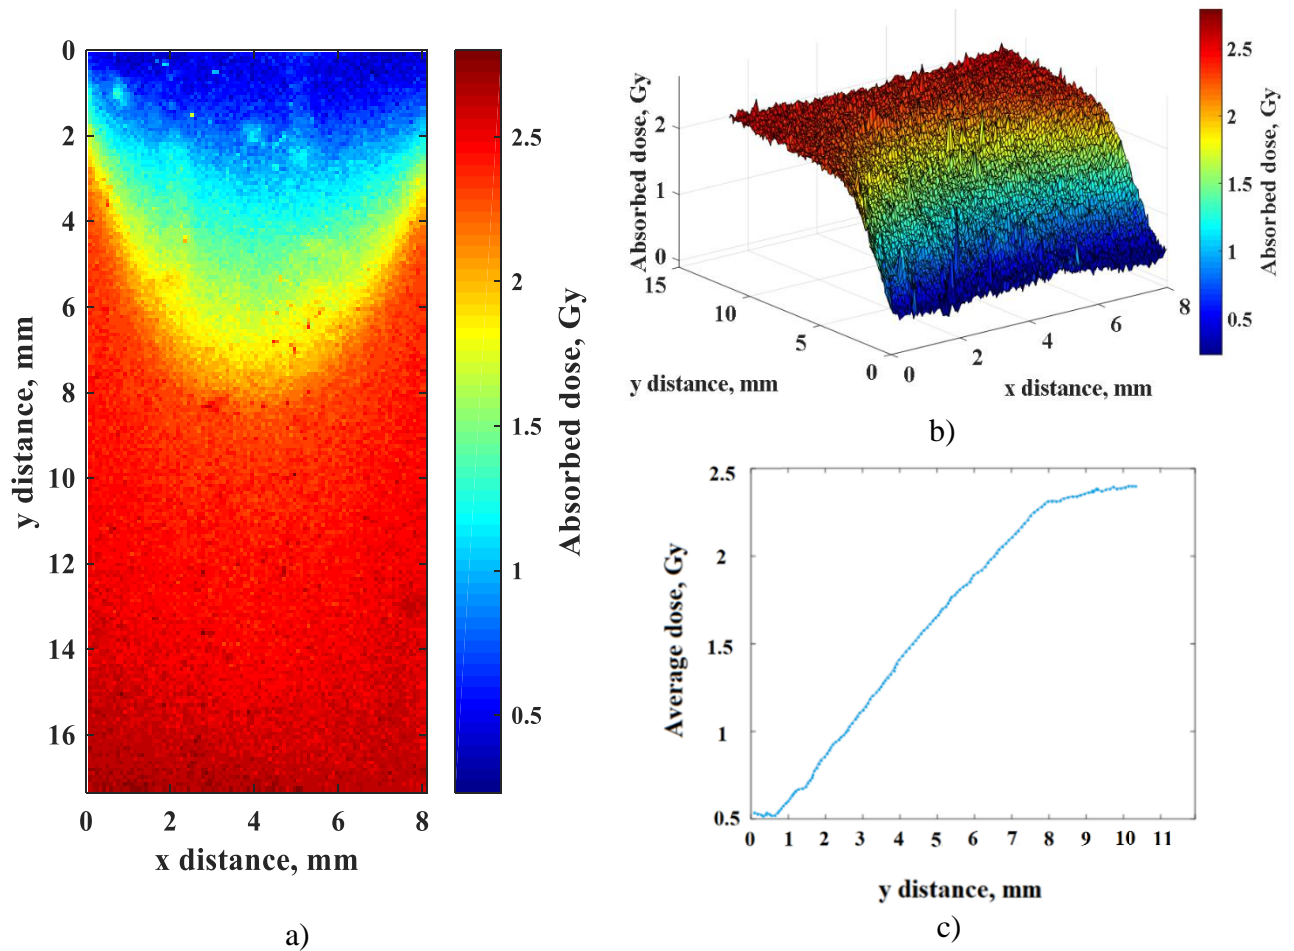 0
2
4
6
8
10
12
14
16
y distance, mm
0 2 4 6 8
x distance, mm
2.5
2
1.5
1
0.5
Absorbed dose, Gy
a)
2
1
0
Absorbed dose, Gy
15
10
5
0
y distance, mm
0
2
4
6
8
x distance, mm
2.5
2
1.5
1
0.5
Absorbed dose, Gy
b)
2.5
2
1.5
1
0.5
Average dose, Gy
0 1 2 3 4 5 6 7 8 9 10 11
y distance, mm
c)